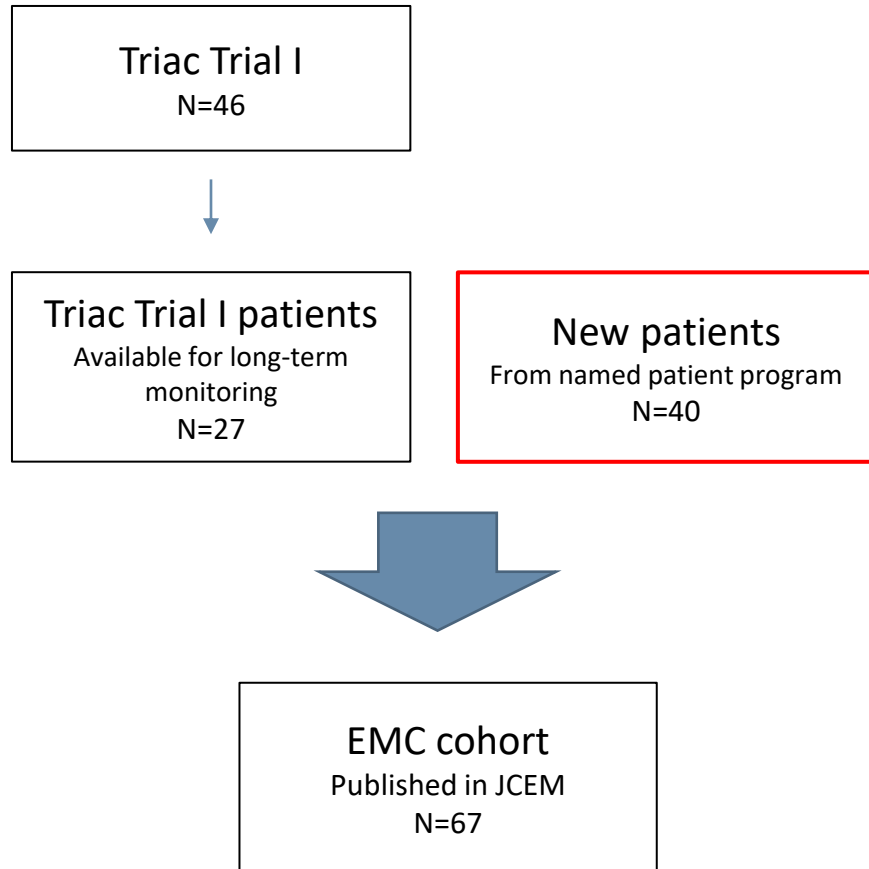 Triac Trial I
N=46
Triac Trial I patients
Available for long-term
monitoring
N=27
New patients
From named patient program
N=40
EMC cohort
Published in JCEM
N=67